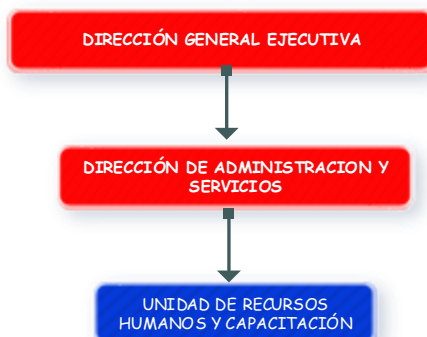 DIRECCIÓN GENERAL EJECUTIVA
DIRECCIÓN DE ADMINISTRACION Y
SERVICIOS
UNIDAD DE RECURSOS
HUMANOS Y CAPACITACIÓN